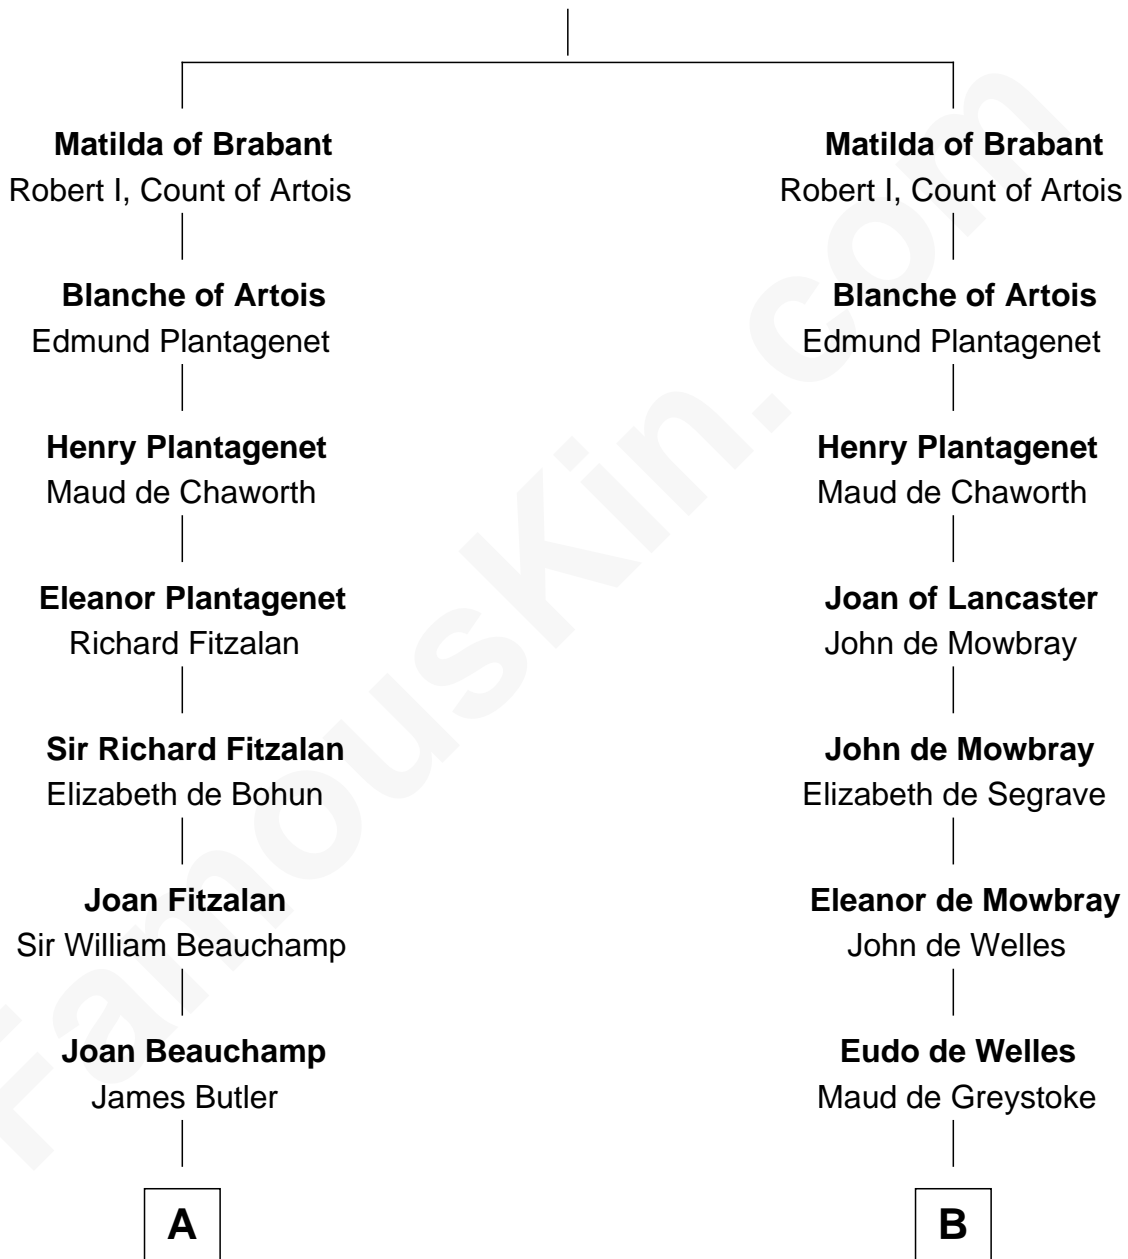 Matilda of Brabant
Robert I, Count of Artois
Blanche of Artois
Edmund Plantagenet
Henry Plantagenet
Maud de Chaworth
Eleanor Plantagenet
Richard Fitzalan
Sir Richard Fitzalan
Elizabeth de Bohun
Joan Fitzalan
Sir William Beauchamp
Joan Beauchamp
James Butler
A
Matilda of Brabant
Robert I, Count of Artois
Blanche of Artois
Edmund Plantagenet
Henry Plantagenet
Maud de Chaworth
Joan of Lancaster
John de Mowbray
John de Mowbray
Elizabeth de Segrave
Eleanor de Mowbray
John de Welles
Eudo de Welles
Maud de Greystoke
B
FamousKin.com